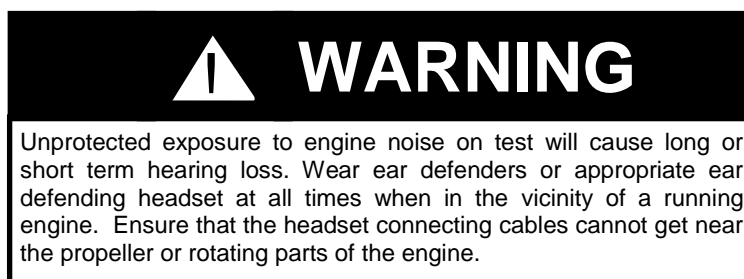 WARNING
Unprotected exposure to engine noise on test will cause long or
short term hearing loss. Wear ear defenders or appropriate ear
defending headset at all times when in the vicinity of a running
engine. Ensure that the headset connecting cables cannot get near
the propeller or rotating parts of the engine.